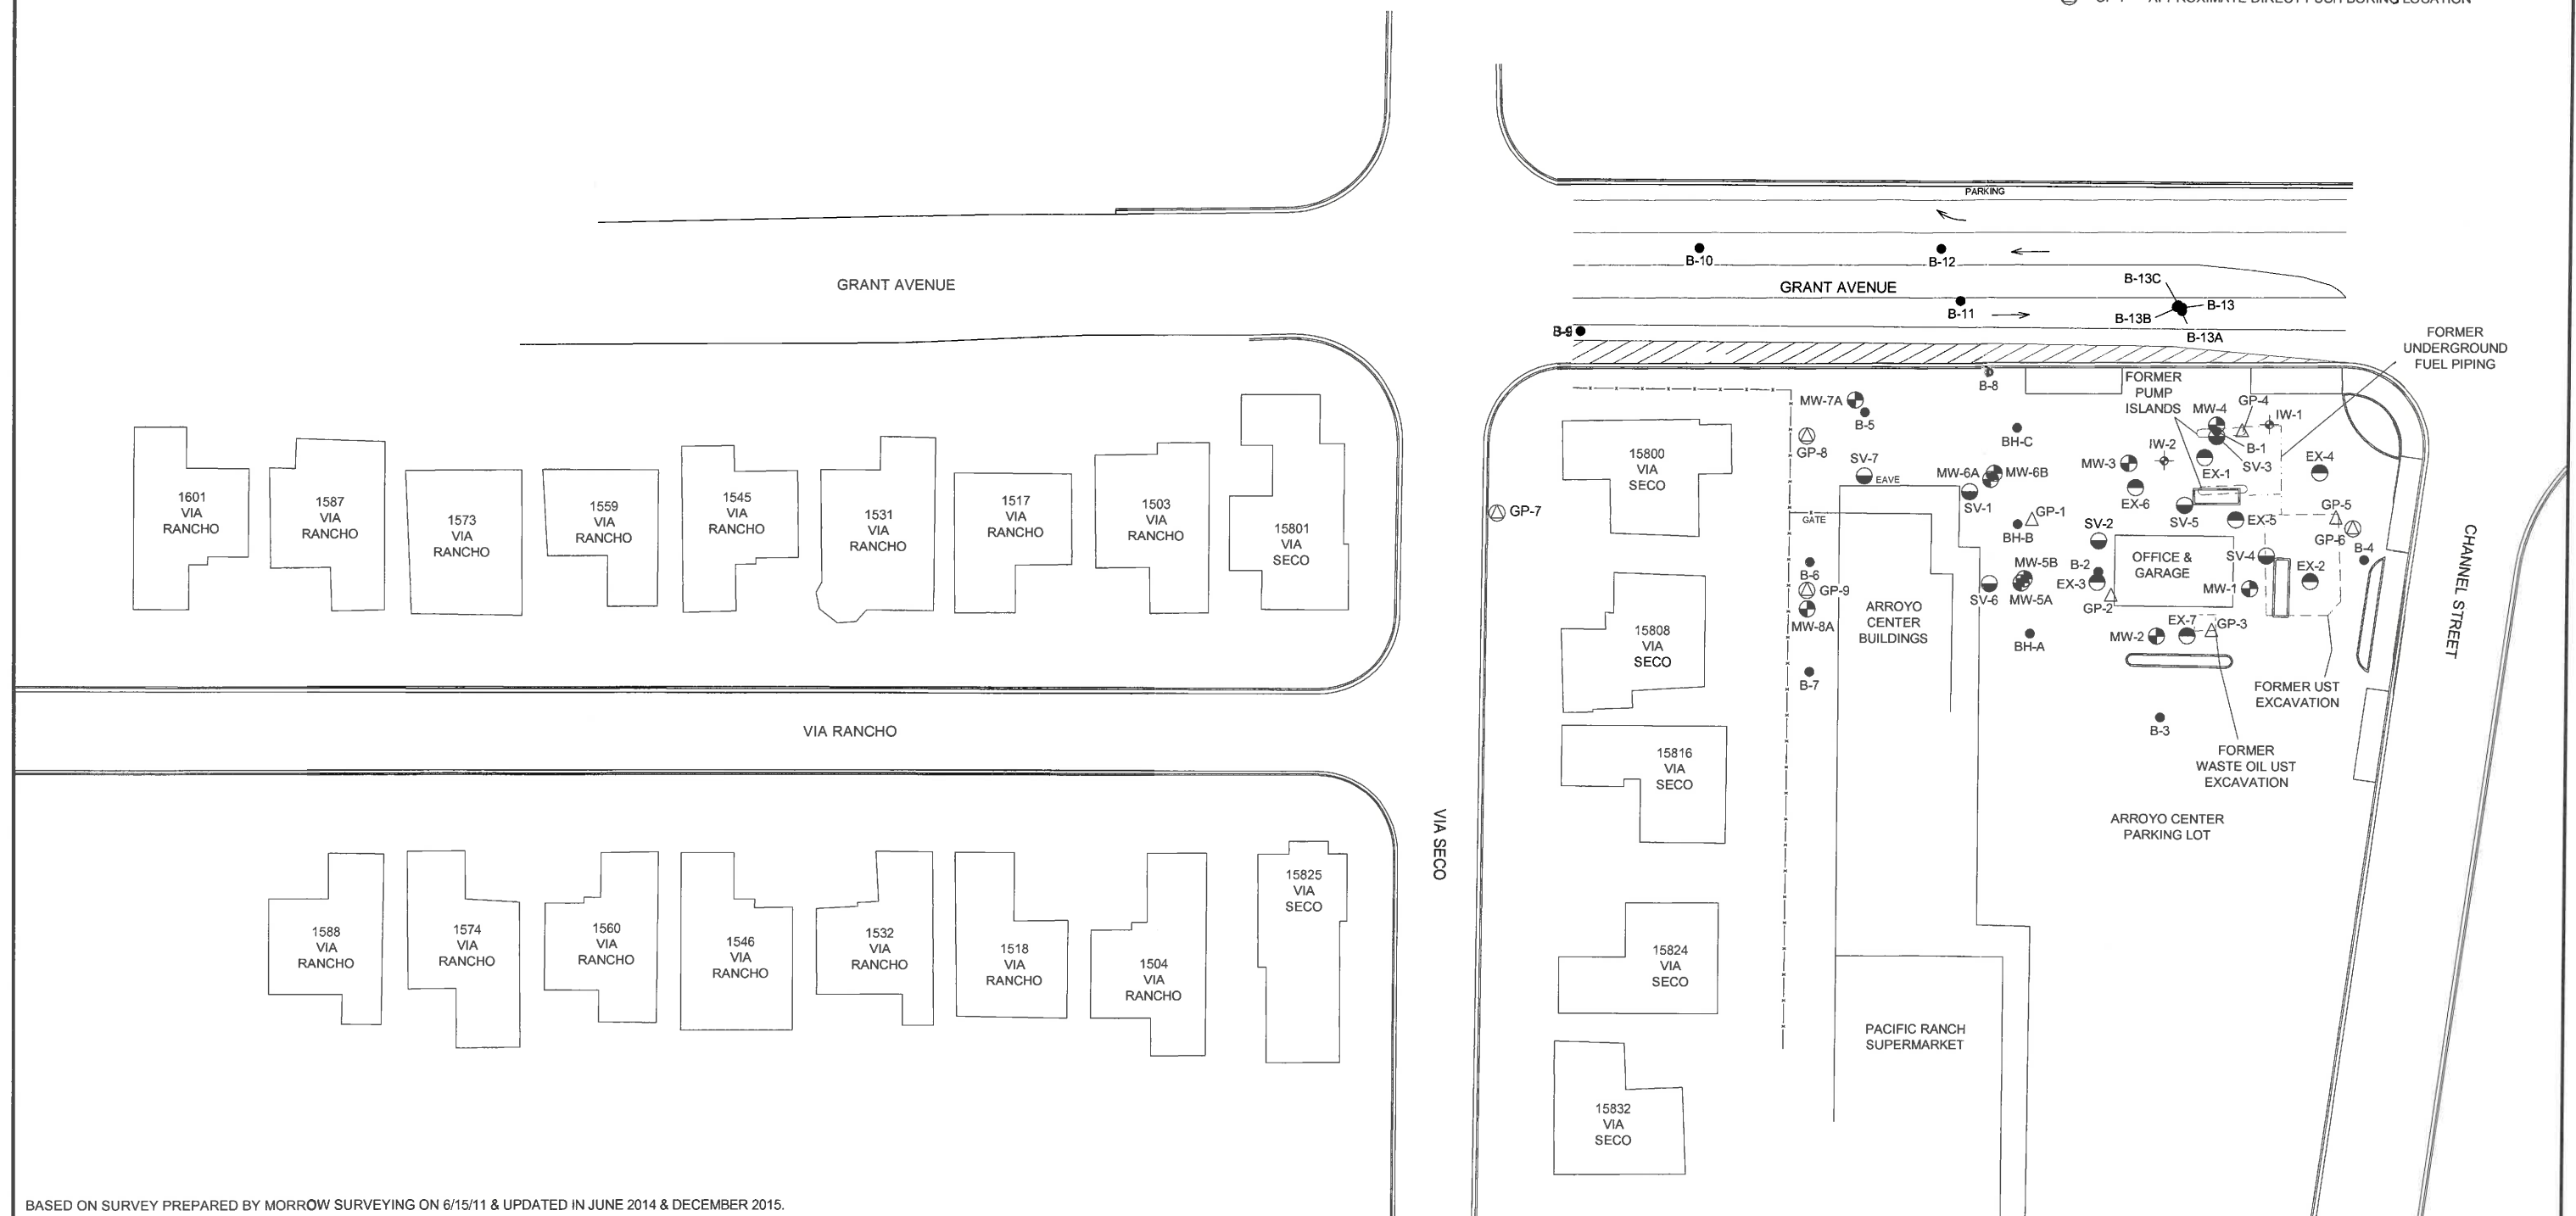 GP-1 APPROXIMATE DIRECT PUSH BORING LOCATION
PARKING
B-10
B-12
GRANT AVENUE
GRANT AVENUE
B-13C
B-13
B-13B
B-13A
B-11
B-9
FORMER
UNDERGROUND
FUEL PIPING
B-8
FORMER
PUMP
ISLANDS
MW-7A
B-5
GP-8
MW-4
GP-4
IW-1
BH-C
IW-2
B-1
SV-3
MW-3
EX-1
EX-4
SV-7
EAVE
MW-6A
MW-6B
SV-1
EX-6
GP-7
GATE
GP-1
BH-B
SV-2
SV-5
EX-5
GP-5
GP-6
B-4
OFFICE &
GARAGE
SV-4
EX-2
MW-1
B-6
GP-9
MW-8A
MW-5B
B-2
EX-3
SV-6
MW-5A
GP-2
ARROYO
CENTER
BUILDINGS
EX-7
GP-3
MW-2
BH-A
B-7
B-3
FORMER UST
EXCAVATION
FORMER
WASTE OIL UST
EXCAVATION
ARROYO CENTER
PARKING LOT
CHANNEL STREET
1601
VIA
RANCHO
1587
VIA
RANCHO
1573
VIA
RANCHO
1559
VIA
RANCHO
1545
VIA
RANCHO
1531
VIA
RANCHO
1517
VIA
RANCHO
1503
VIA
RANCHO
15801
VIA
SECO
15800
VIA
SECO
15808
VIA
SECO
15816
VIA
SECO
VIA RANCHO
VIA SECO
1588
VIA
RANCHO
1574
VIA
RANCHO
1560
VIA
RANCHO
1546
VIA
RANCHO
1532
VIA
RANCHO
1518
VIA
RANCHO
1504
VIA
RANCHO
15825
VIA
SECO
15824
VIA
SECO
15832
VIA
SECO
PACIFIC RANCH
SUPERMARKET
BASED ON SURVEY PREPARED BY MORROW SURVEYING ON 6/15/11 & UPDATED IN JUNE 2014 & DECEMBER 2015.